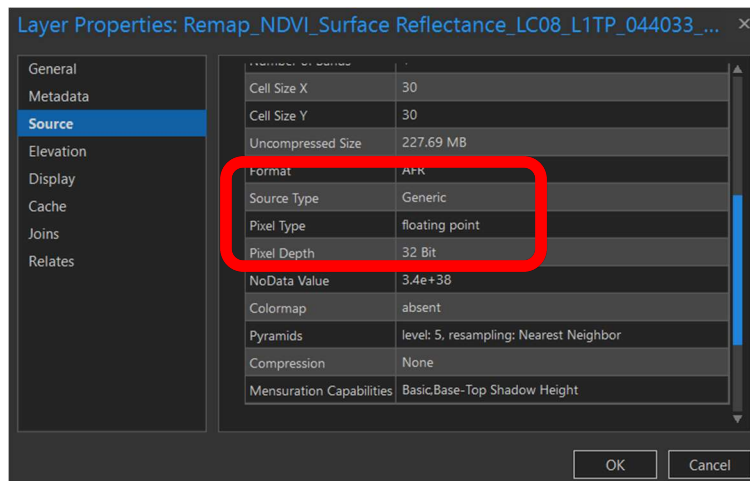 Layer Properties: Remap_NDVI_Surface Reflectance_LC08_L1TP_044033_...
General
Metadata
Source
Elevation
Display
Cache
Joins
Relates
Number of Bands
Cell Size X 30
Cell Size Y 30
Uncompressed Size 227.69 MB
Format AFR
Source Type Generic
Pixel Type floating point
Pixel Depth 32 Bit
NoData Value 3.4e+38
Colormap absent
Pyramids level: 5, resampling: Nearest Neighbor
Compression None
Mensuration Capabilities Basic,Base-Top Shadow Height
OK Cancel